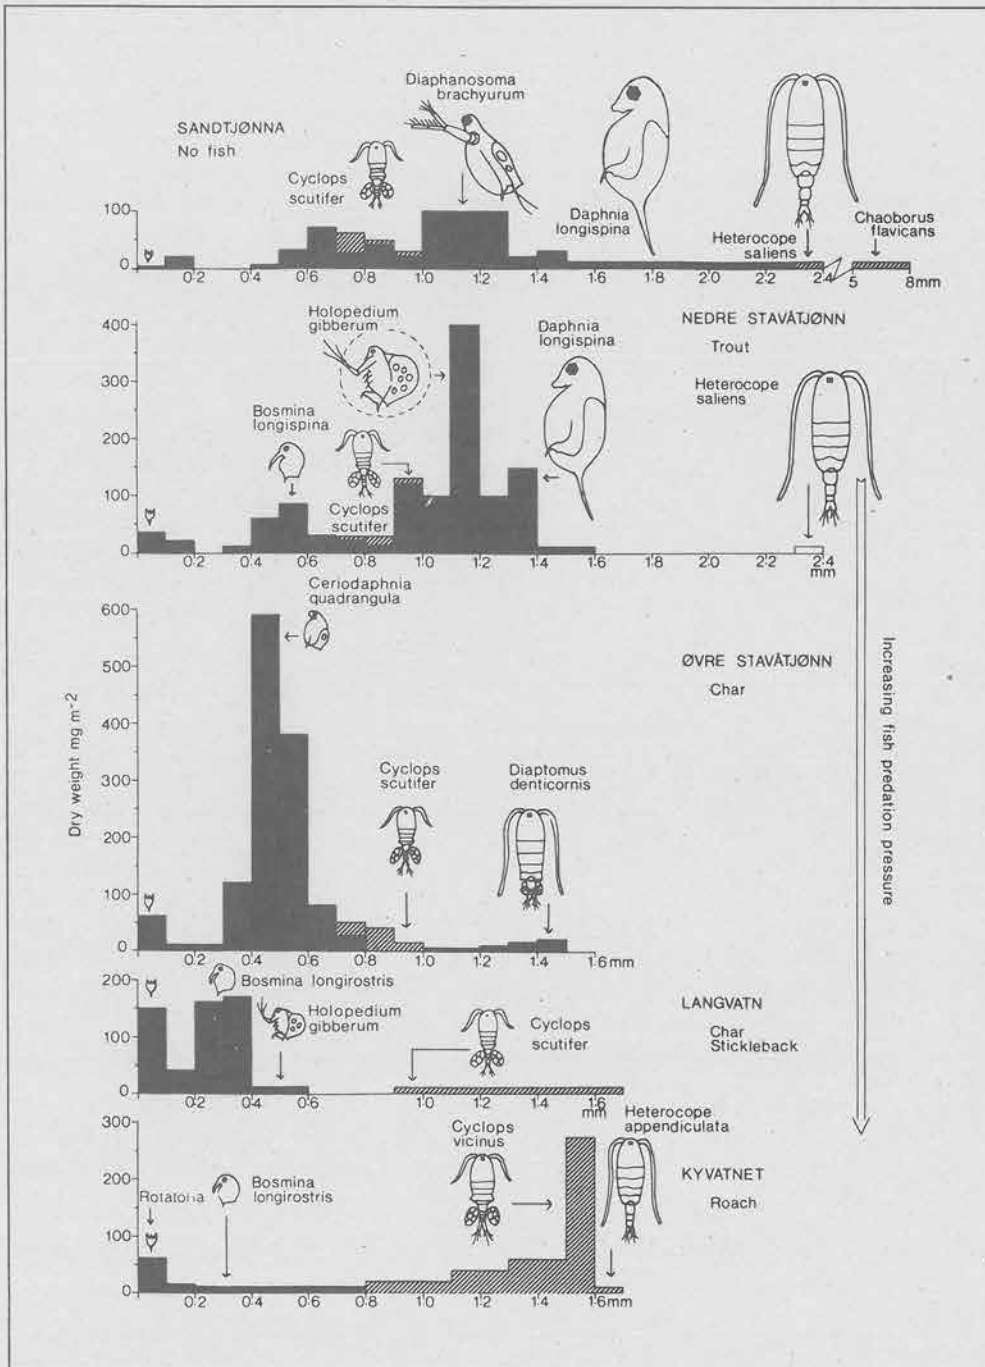 Diaphanosoma
brachyurum
SANDTJØNNA
No fish
Cyclops
scutifer
Daphnia
longispina
Heterocope
saliens
Chaoborus
flavicans
100
50
0
0·2 0·4 0·6 0·8 1·0 1·2 1·4 1·6 1·8 2·0 2·2 2·4 5 8mm
Holopedium
gibberum
Daphnia
longispina
NEDRE STAVÅTJØNN
Trout
Heterocope
saliens
Bosmina
longispina
Cyclops
scutifer
400
300
200
100
0
0·2 0·4 0·6 0·8 1·0 1·2 1·4 1·6 1·8 2·0 2·2 2·4
mm
Ceriodaphnia
quadrangula
ØVRE STAVÅTJØNN
Char
Cyclops
scutifer
Diaptomus
denticornis
600
500
400
300
200
100
0
0·2 0·4 0·6 0·8 1·0 1·2 1·4 1·6mm
Dry weight mg m−2
Increasing fish predation pressure
Bosmina longirostris
Holopedium
gibberum
Cyclops
scutifer
LANGVATN
Char
Stickleback
200
100
0
0·2 0·4 0·6 0·8 1·0 1·2 1·4 1·6
mm
Cyclops
vicinus
Heterocope
appendiculata
KYVATNET
Roach
Rotatoria
Bosmina
longirostris
300
200
100
0
0·2 0·4 0·6 0·8 1·0 1·2 1·4 1·6mm